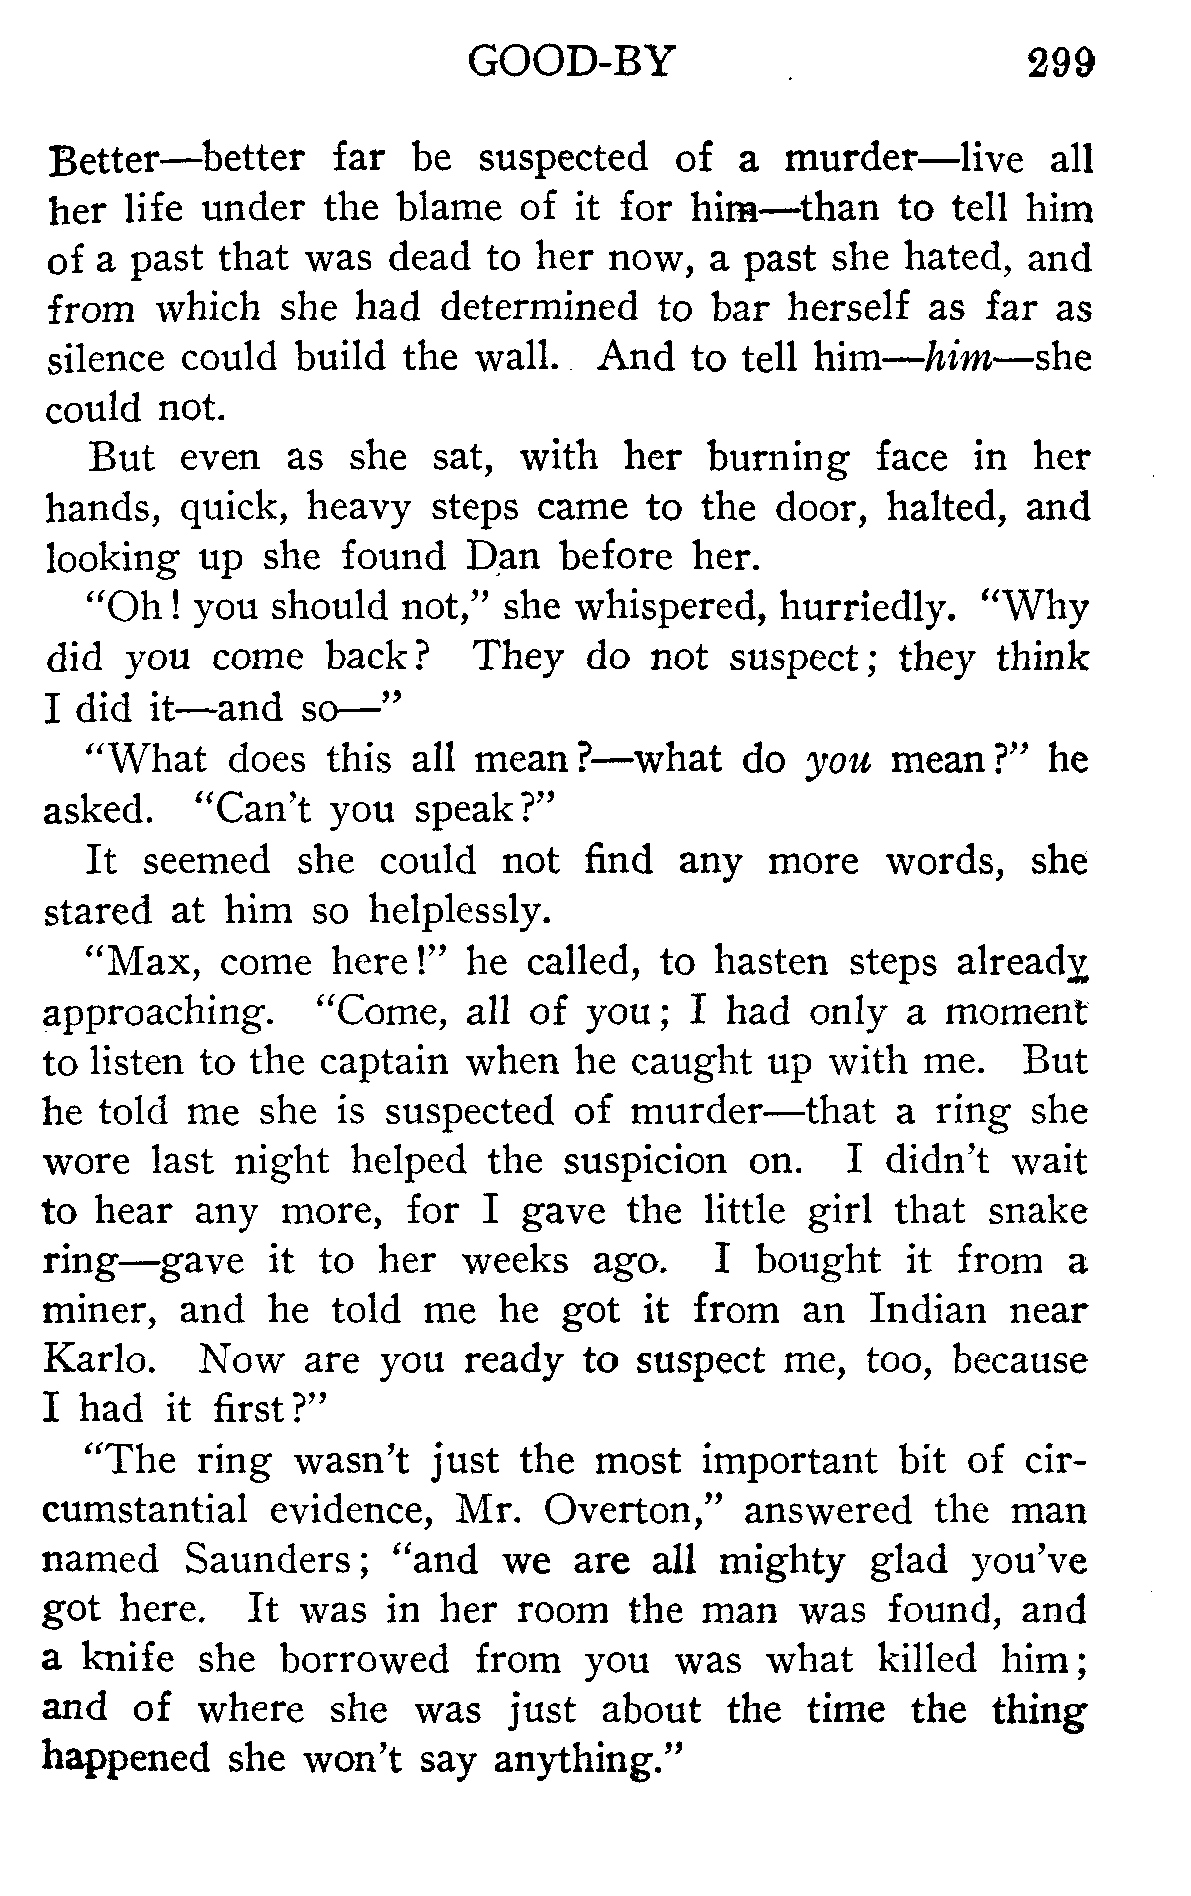 GOOD-BY 299
Better—better far be suspected of a murder—live all
her life under the blame of it for him—than to tell him
of a past that was dead to her now, a past she hated, and
from which she had determined to bar herself as far as
silence could build the wall. And to tell him—him—she
could not.
But even as she sat, with her burning face in her
hands, quick, heavy steps came to the door, halted, and
looking up she found Dan before her.
"Oh! you should not," she whispered, hurriedly. "Why
did you come back? They do not suspect; they think
I did it—and so—"
"What does this all mean?—what do you mean?" he
asked. "Can't you speak?"
It seemed she could not find any more words, she
stared at him so helplessly.
"Max, come here!" he called, to hasten steps already
approaching. "Come, all of you; I had only a moment
to listen to the captain when he caught up with me. But
he told me she is suspected of murder—that a ring she
wore last night helped the suspicion on. I didn't wait
to hear any more, for I gave the little girl that snake
ring—gave it to her weeks ago. I bought it from a
miner, and he told me he got it from an Indian near
Karlo. Now are you ready to suspect me, too, because
I had it first?"
"The ring wasn't just the most important bit of cir-
cumstantial evidence, Mr. Overton," answered the man
named Saunders; "and we are all mighty glad you've
got here. It was in her room the man was found, and
a knife she borrowed from you was what killed him;
and of where she was just about the time the thing
happened she won't say anything."